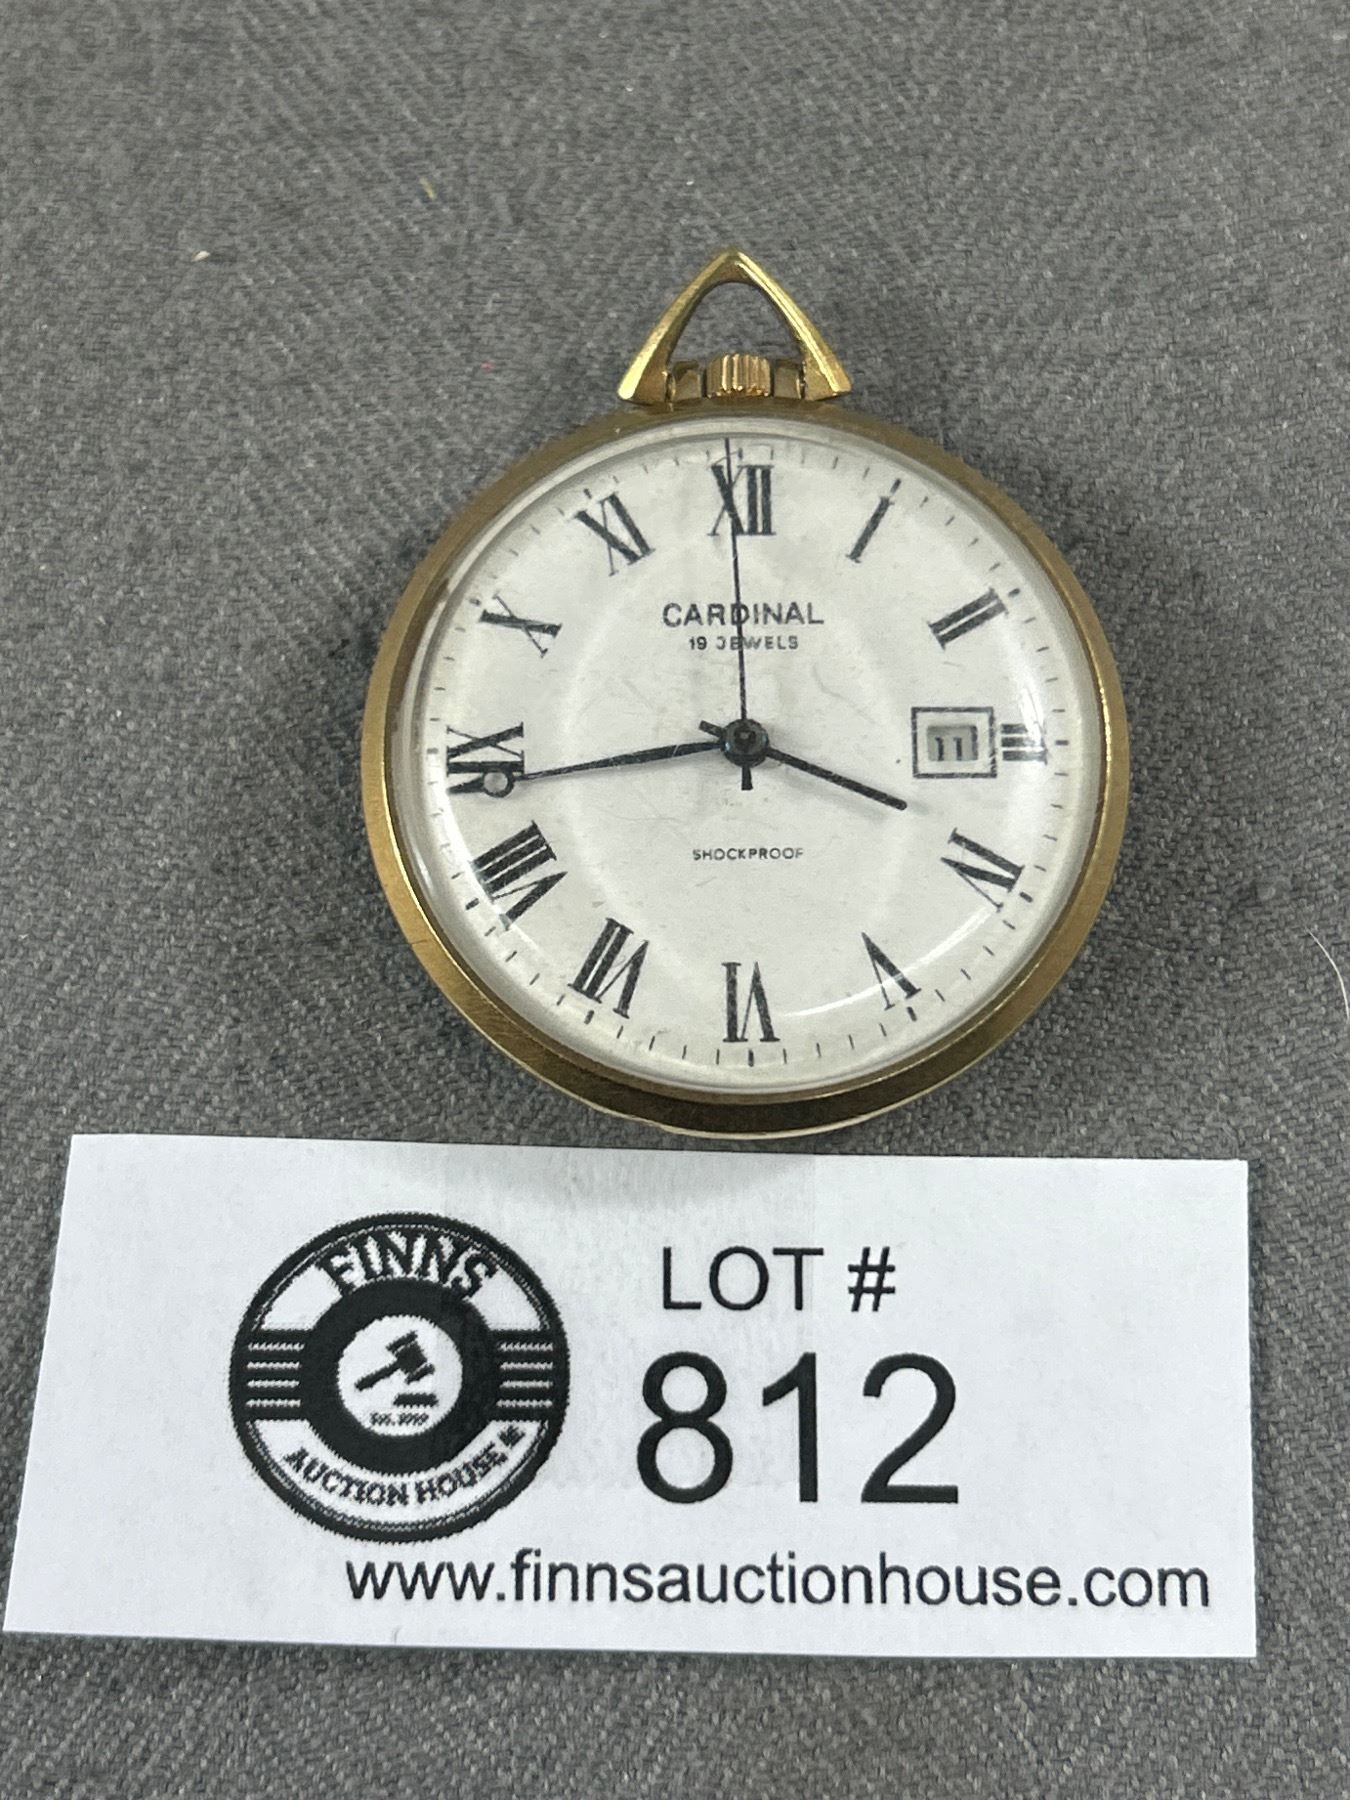 XII
I
II
III
IV
V
VI
VII
VIII
IX
X
XI
CARDINAL
19 JEWELS
11
SHOCKPROOF
FINNS
AUCTION HOUSE
LOT #
812
www.finnsauctionhouse.com